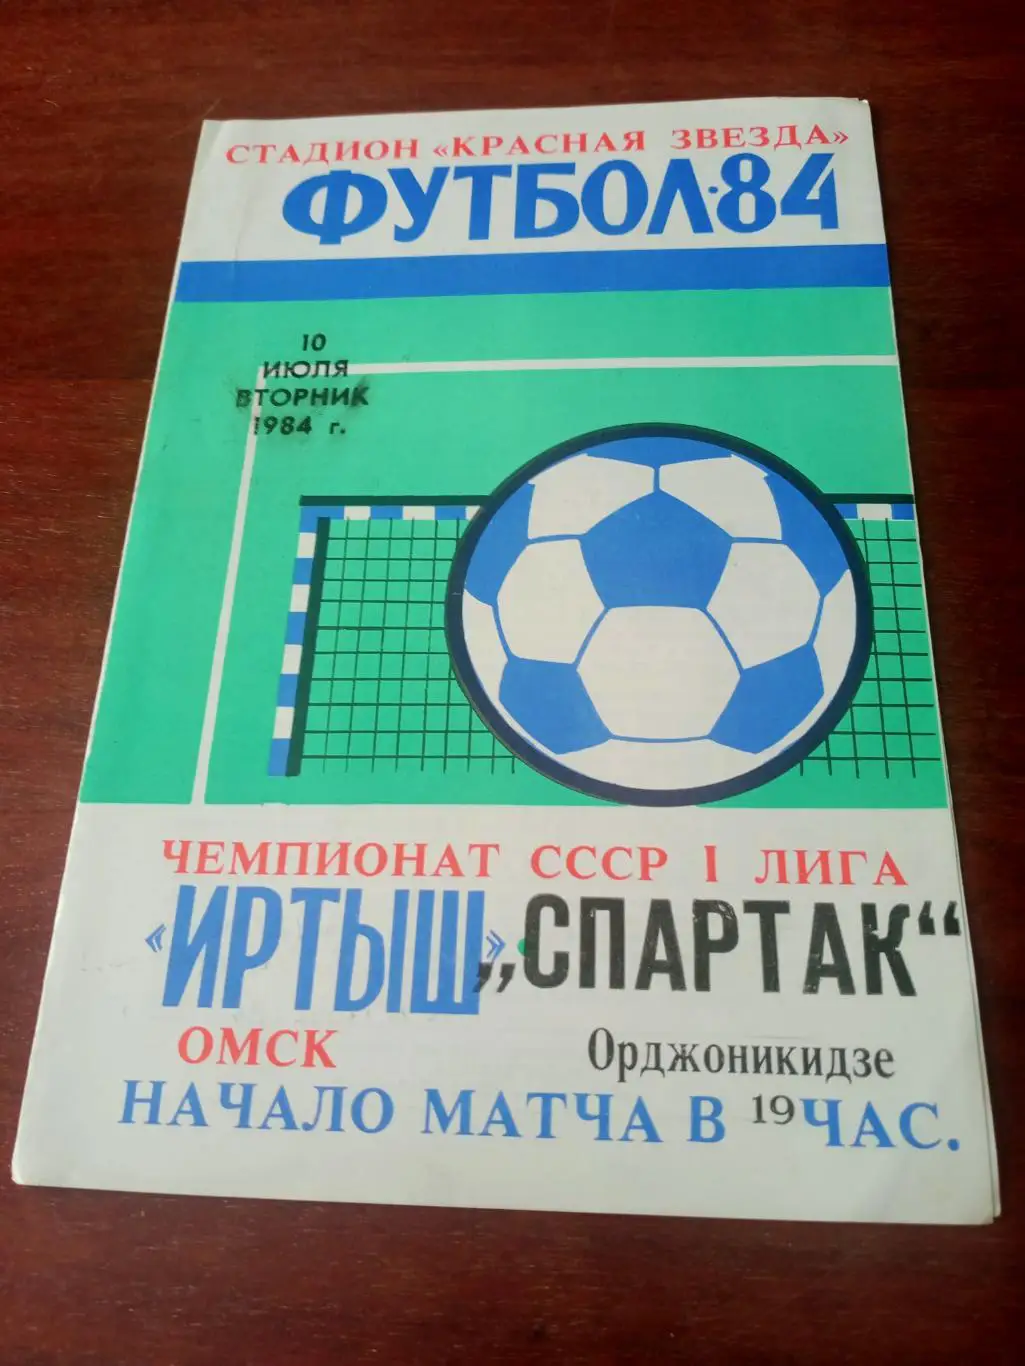 СТАДИОН «КРАСНАЯ ЗВЕЗДА»
ФУТБОЛ·84
10
ИЮЛЯ
ВТОРНИК
1984 г.
ЧЕМПИОНАТ СССР I ЛИГА
«ИРТЫШ» „СПАРТАК“
ОМСК Орджоникидзе
НАЧАЛО МАТЧА В 19 ЧАС.